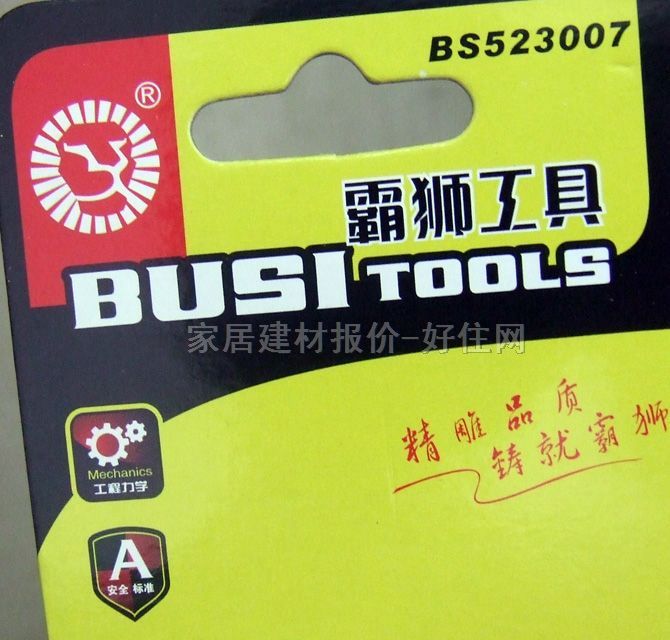 BS523007
®
霸狮工具
BUSI TOOLS
家居建材报价-好住网
精雕品质
铸就霸狮
Mechanics
工程力学
A
安全 标准